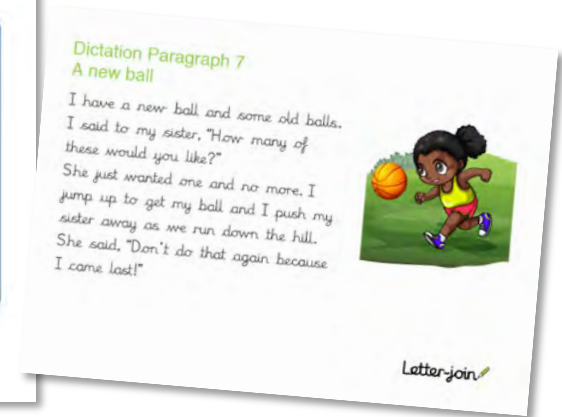 Dictation Paragraph 7
A new ball
I have a new ball and some old balls.
I said to my sister, "How many of
these would you like?"
She just wanted one and no more. I
jump up to get my ball and I push my
sister away as we run down the hill.
She said, "Don't do that again because
I came last!"
Letter-join